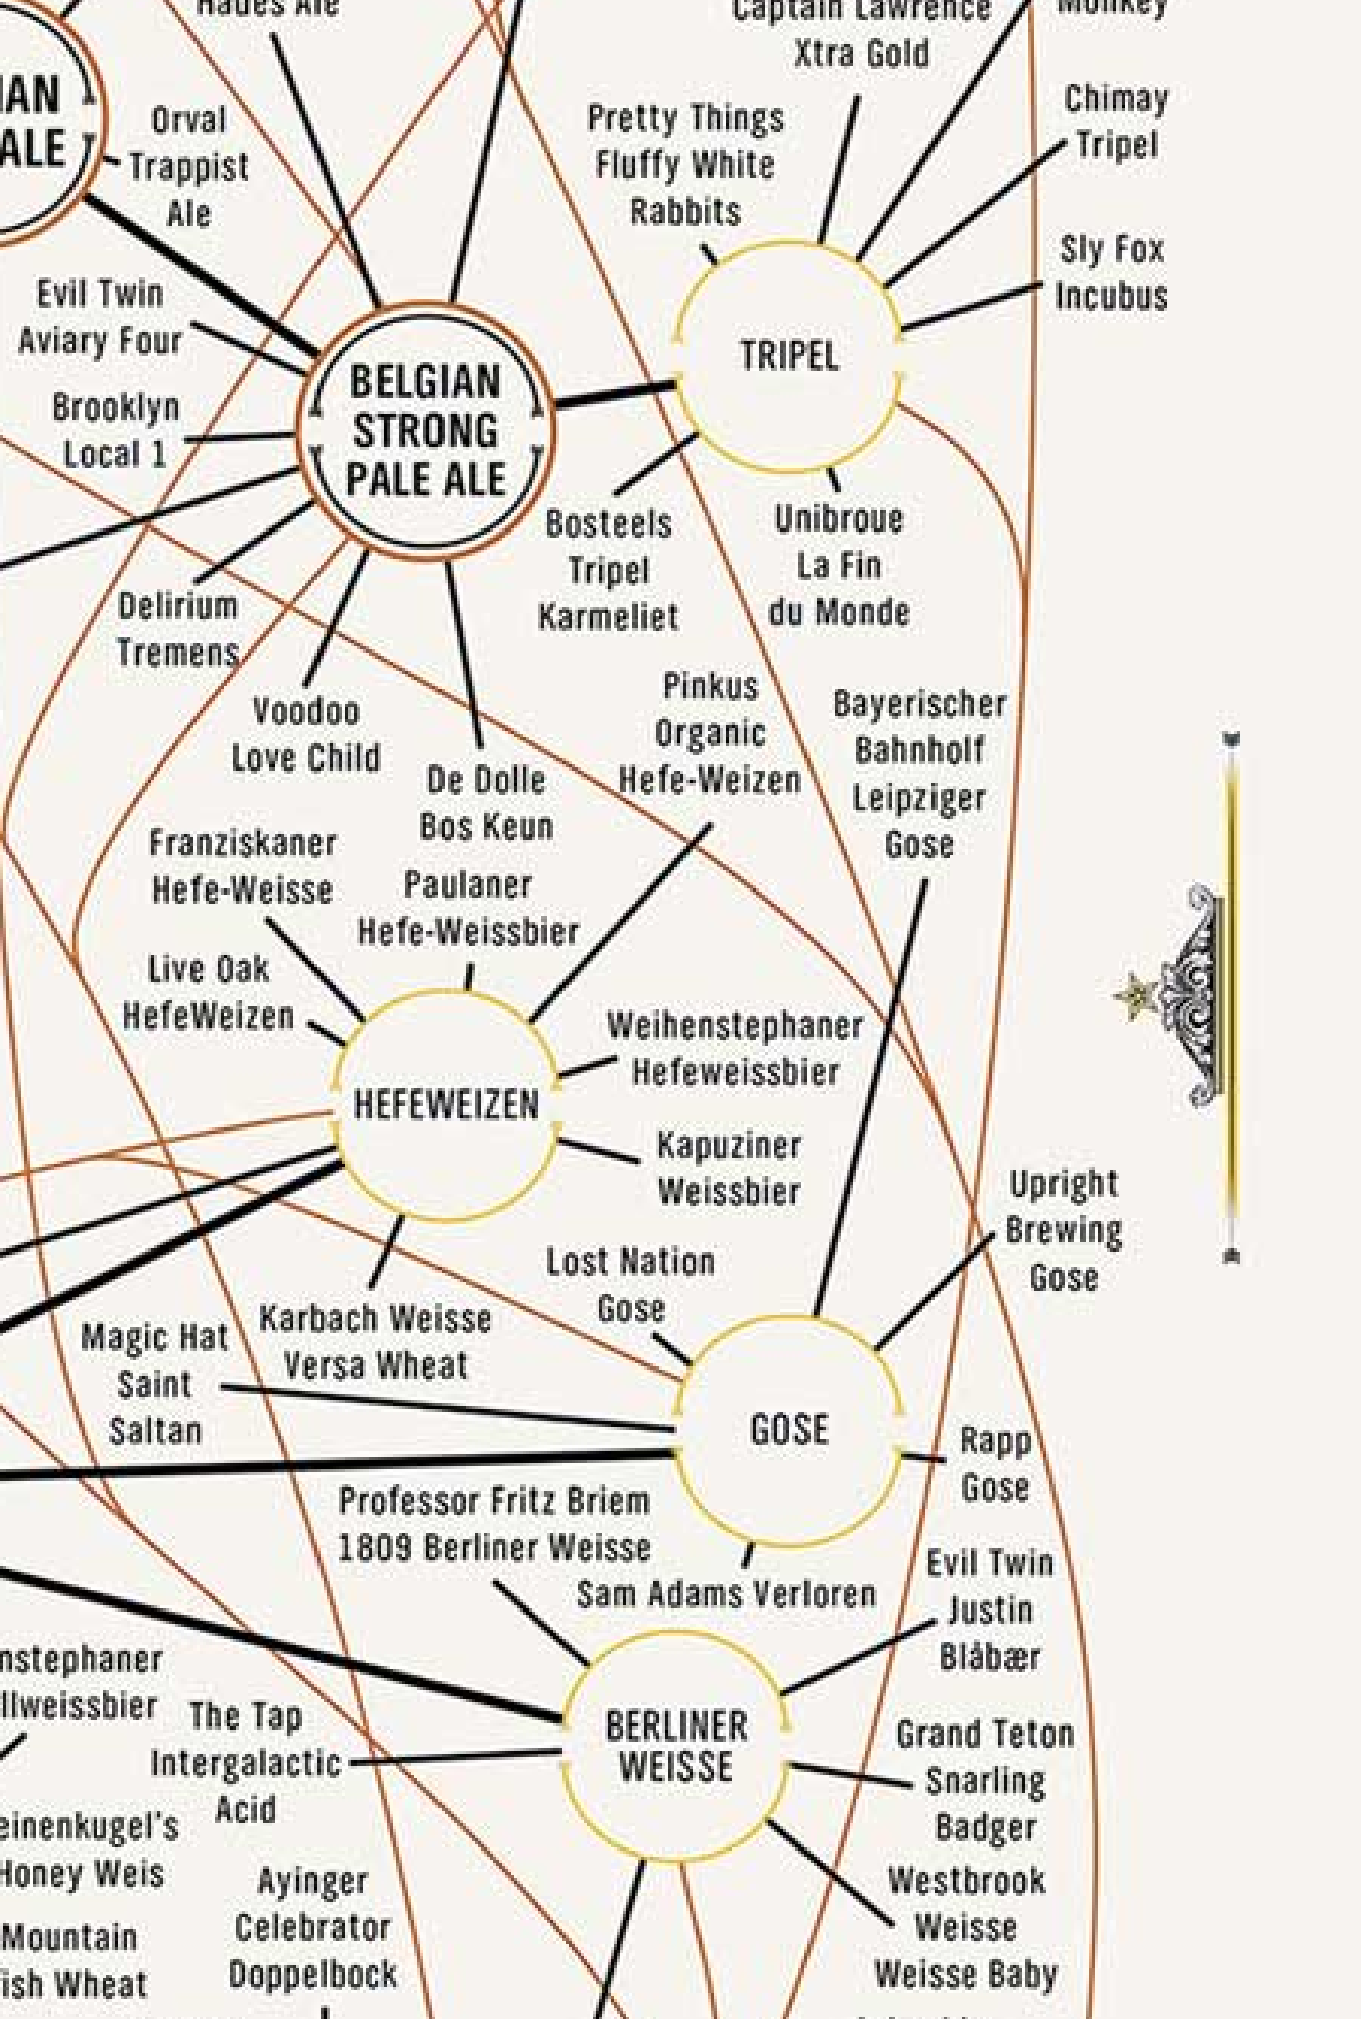 Hades Ale
Captain Lawrence
Xtra Gold
Monkey
Chimay
Tripel
Pretty Things
Fluffy White
Rabbits
Orval
Trappist
Ale
IAN
ALE
Sly Fox
Incubus
Evil Twin
Aviary Four
TRIPEL
BELGIAN
STRONG
PALE ALE
Brooklyn
Local 1
Bosteels
Tripel
Karmeliet
Unibroue
La Fin
du Monde
Delirium
Tremens
Voodoo
Love Child
De Dolle
Bos Keun
Pinkus
Organic
Hefe-Weizen
Bayerischer
Bahnholf
Leipziger
Gose
Franziskaner
Hefe-Weisse
Paulaner
Hefe-Weissbier
Live Oak
HefeWeizen
Weihenstephaner
Hefeweissbier
HEFEWEIZEN
Kapuziner
Weissbier
Upright
Brewing
Gose
Lost Nation
Gose
Karbach Weisse
Versa Wheat
Magic Hat
Saint
Saltan
GOSE
Rapp
Gose
Professor Fritz Briem
1809 Berliner Weisse
Sam Adams Verloren
Evil Twin
Justin
Blåbær
nstephaner
llweissbier
The Tap
Intergalactic
Acid
BERLINER
WEISSE
Grand Teton
Snarling
Badger
einenkugel's
Honey Weis
Ayinger
Celebrator
Doppelbock
Westbrook
Weisse
Weisse Baby
Mountain
ish Wheat